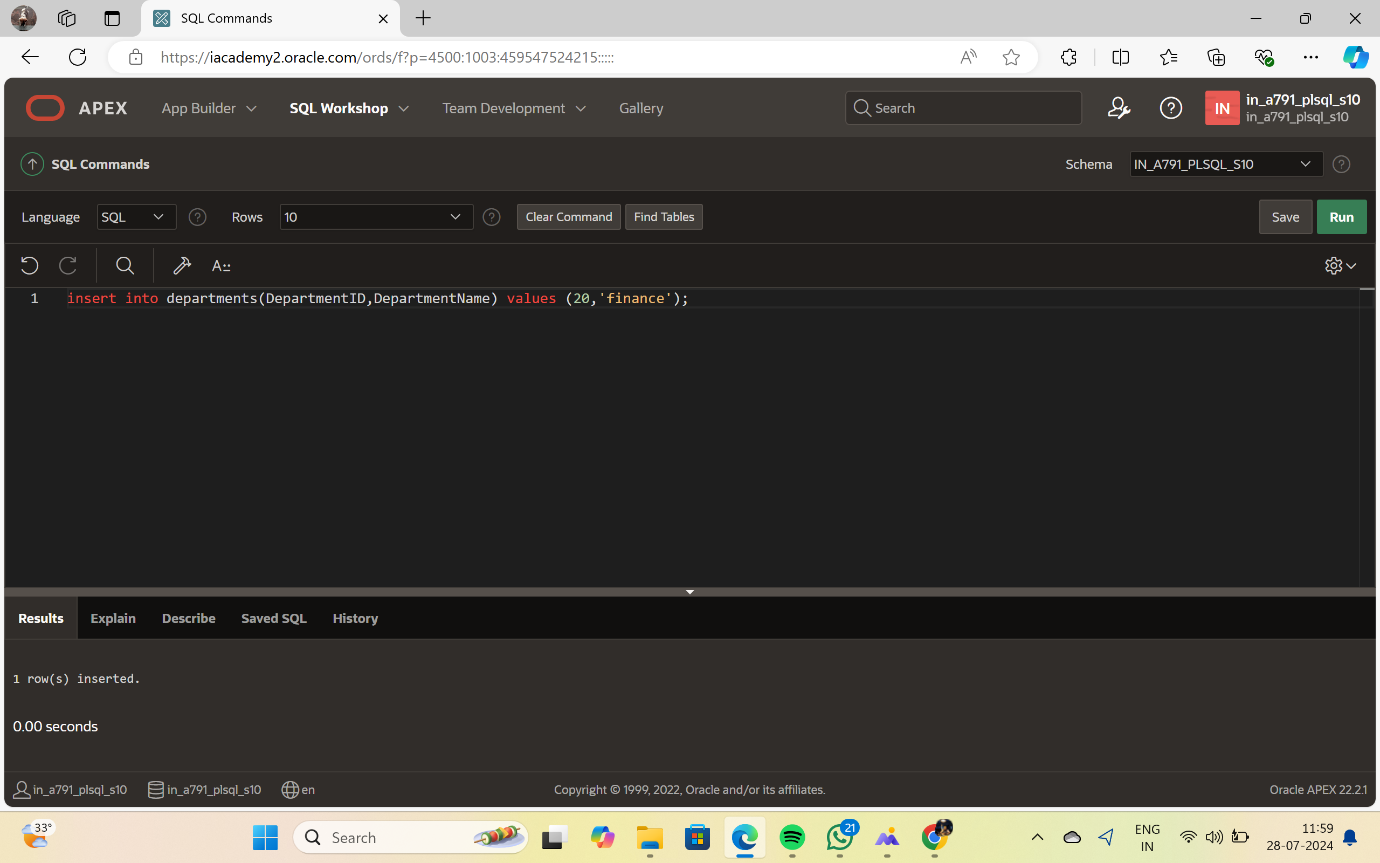 SQL Commands
https://iacademy2.oracle.com/ords/f?p=4500:1003:459547524215:::::
APEX App Builder SQL Workshop Team Development Gallery Search IN in_a791_plsql_s10
in_a791_plsql_s10
SQL Commands Schema IN_A791_PLSQL_S10
Language SQL Rows 10 Clear Command Find Tables Save Run
A
1 insert into departments(DepartmentID,DepartmentName) values (20,'finance');
Results Explain Describe Saved SQL History
1 row(s) inserted.
0.00 seconds
in_a791_plsql_s10 in_a791_plsql_s10 en Copyright © 1999, 2022, Oracle and/or its affiliates. Oracle APEX 22.2.1
33° Search 21 ENG
IN 11:59
28-07-2024